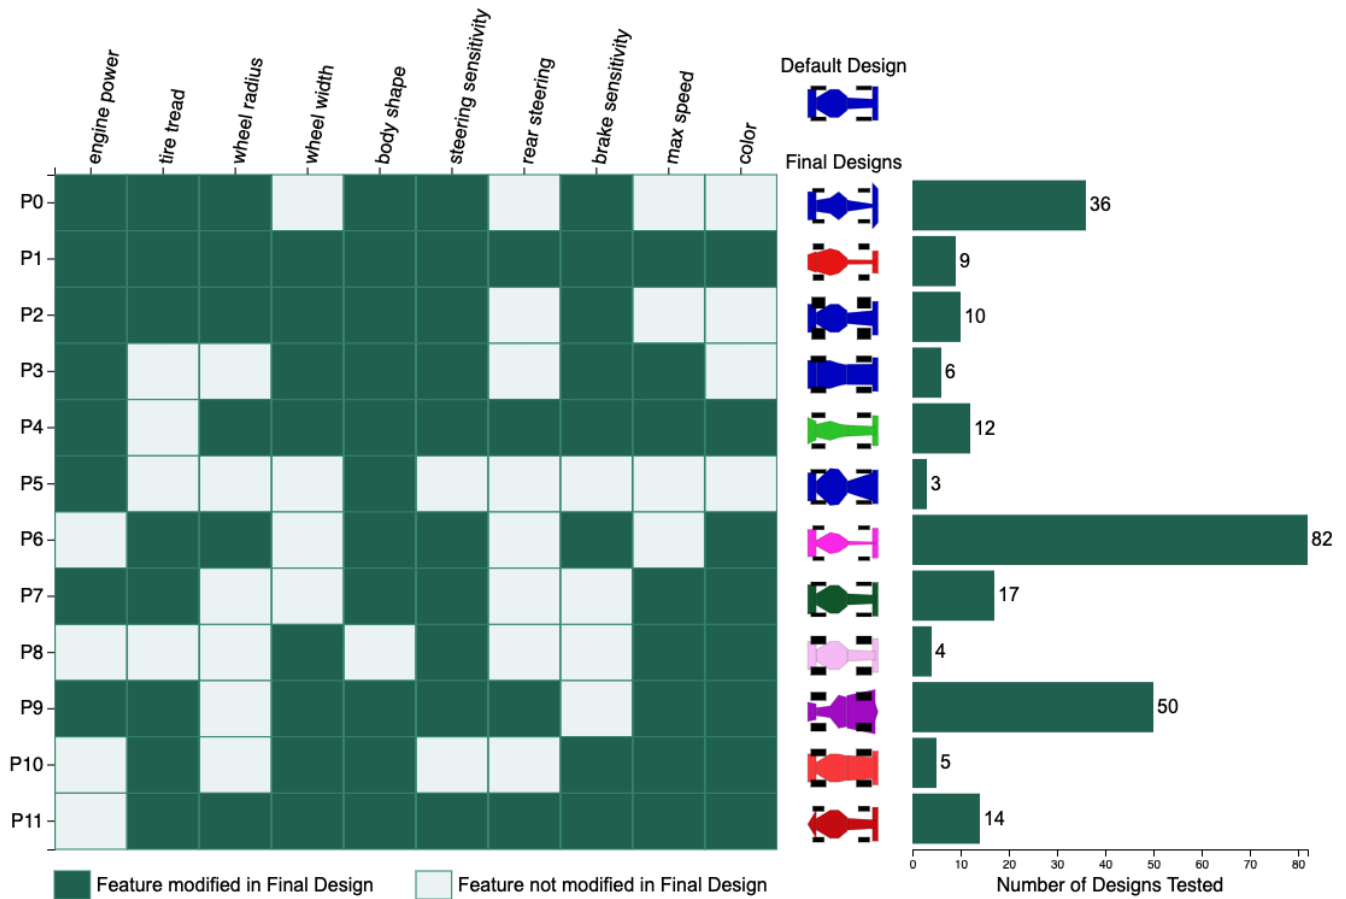 engine power
tire tread
wheel radius
wheel width
body shape
steering sensitivity
rear steering
brake sensitivity
max speed
color
Default Design
Final Designs
P0
36
P1
9
P2
10
P3
6
P4
12
P5
3
P6
82
P7
17
P8
4
P9
50
P10
5
P11
14
0 10 20 30 40 50 60 70 80
Number of Designs Tested
Feature modified in Final Design
Feature not modified in Final Design